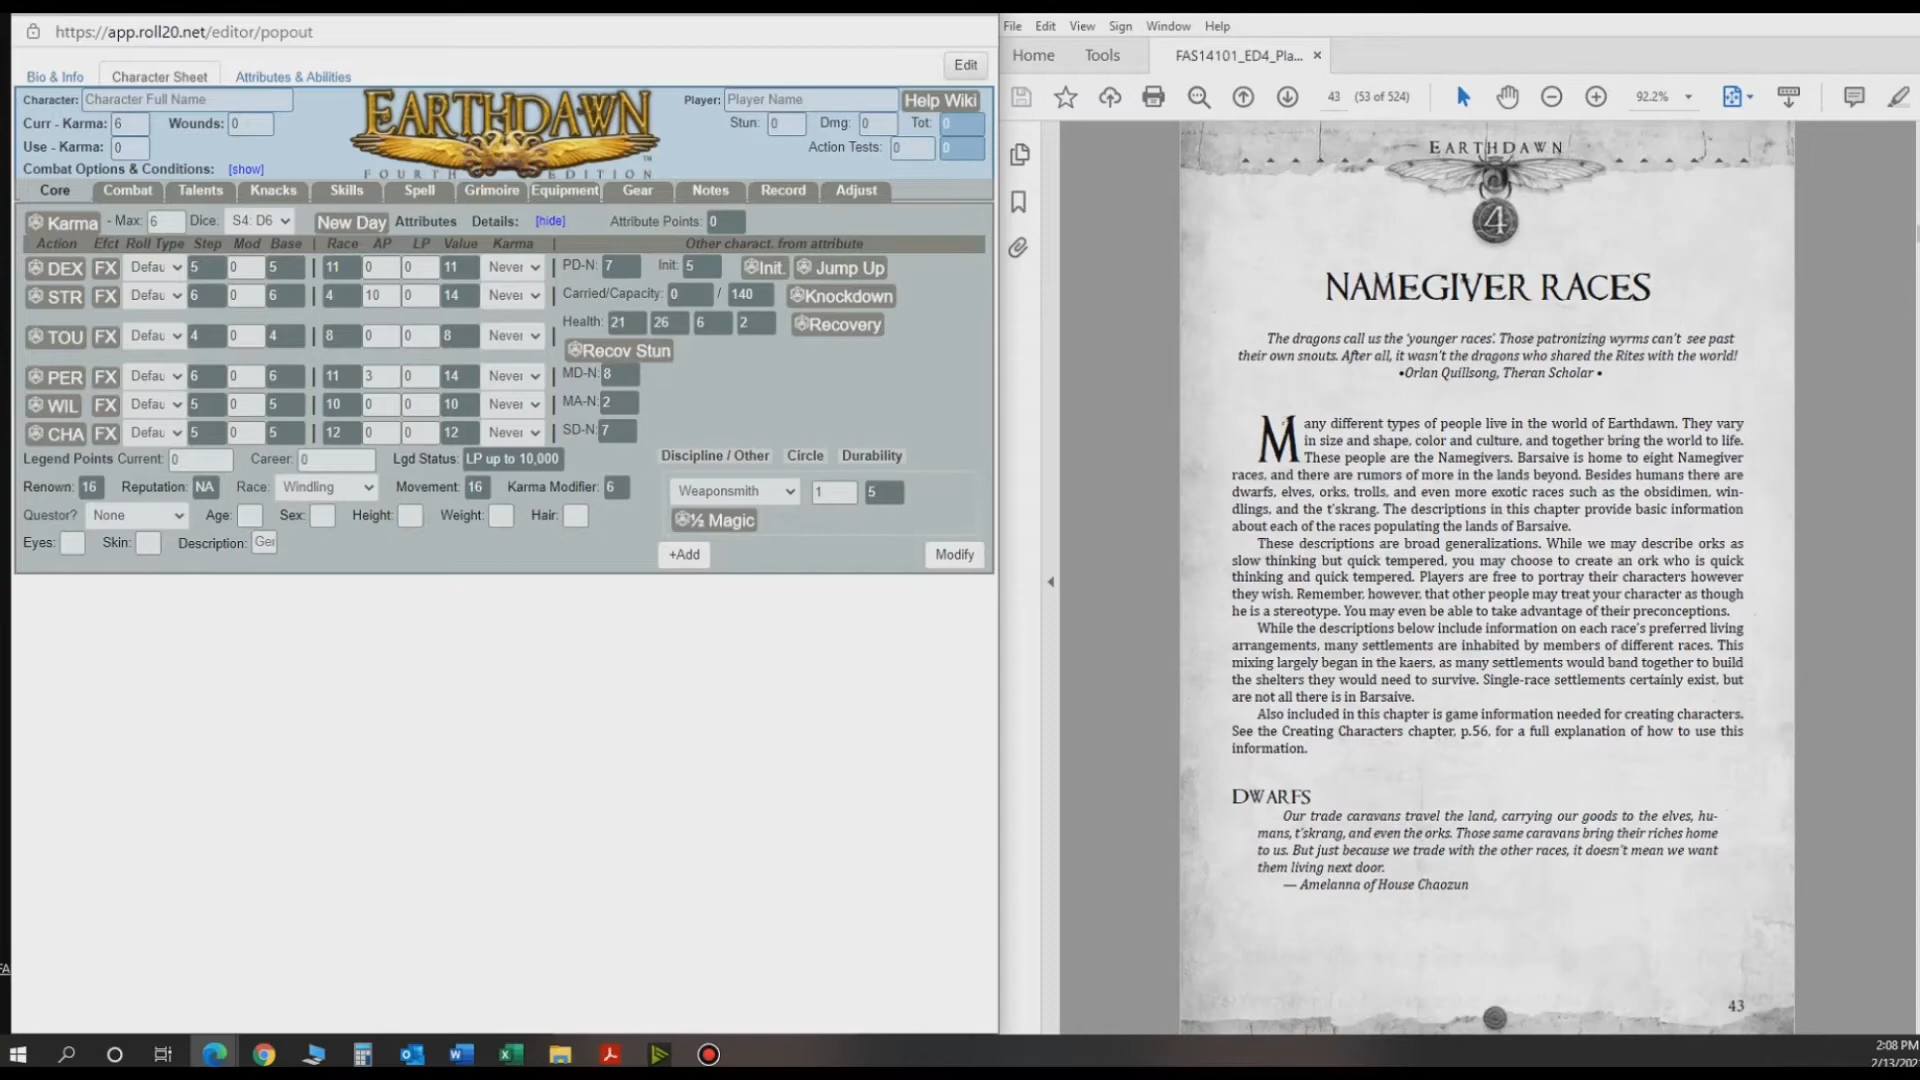 https://app.roll20.net/editor/popout
Bio & Info Character Sheet Attributes & Abilities Edit
Character: Character Full Name
Curr - Karma: 6 Wounds: 0
Use - Karma: 0
Combat Options & Conditions: [show]
EARTHDAWN
FOURTH EDITION
Player: Player Name Help Wiki
Stun: 0 Dmg: 0 Tot: 0
Action Tests: 0 0
Core Combat Talents Knacks Skills Spell Grimoire Equipment Gear Notes Record Adjust
Karma - Max: 6 Dice: S4: D6 New Day Attributes Details: [hide] Attribute Points: 0
Action Efct Roll Type Step Mod Base | Race AP LP Value Karma | Other charact. from attribute
DEX FX Defau 5 0 5 | 11 0 0 11 Never PD-N: 7 Init: 5 Init Jump Up
STR FX Defau 6 0 6 4 10 0 14 Never Carried/Capacity: 0 / 140 Knockdown
Health: 21 26 6 2 Recovery
TOU FX Defau 4 0 4 | 8 0 0 8 Never
Recov Stun
PER FX Defau 6 0 6 | 11 3 0 14 Never MD-N: 8
WIL FX Defau 5 0 5 | 10 0 0 10 Never | MA-N: 2
CHA FX Defau 5 0 5 | 12 0 0 12 Never | SD-N: 7
Legend Points Current: 0 Career: 0 Lgd Status: LP up to 10,000
Renown: 16 Reputation: NA Race: Windling Movement: 16 Karma Modifier: 6
Questor? None Age: Sex: Height: Weight: Hair:
Eyes: Skin: Description: Gen
Discipline / Other Circle Durability
Weaponsmith 1 5
½ Magic
+Add Modify
File Edit View Sign Window Help
Home Tools FAS14101_ED4_Pla... ×
43 (53 of 524) 92.2%
EARTHDAWN
4
NAMEGIVER RACES
The dragons call us the 'younger races'. Those patronizing wyrms can't see past
their own snouts. After all, it wasn't the dragons who shared the Rites with the world!
•Orlan Quillsong, Theran Scholar •
Many different types of people live in the world of Earthdawn. They vary
in size and shape, color and culture, and together bring the world to life.
These people are the Namegivers. Barsaive is home to eight Namegiver
races, and there are rumors of more in the lands beyond. Besides humans there are
dwarfs, elves, orks, trolls, and even more exotic races such as the obsidimen, win-
dlings, and the t'skrang. The descriptions in this chapter provide basic information
about each of the races populating the lands of Barsaive.
These descriptions are broad generalizations. While we may describe orks as
slow thinking but quick tempered, you may choose to create an ork who is quick
thinking and quick tempered. Players are free to portray their characters however
they wish. Remember, however, that other people may treat your character as though
he is a stereotype. You may even be able to take advantage of their preconceptions.
While the descriptions below include information on each race's preferred living
arrangements, many settlements are inhabited by members of different races. This
mixing largely began in the kaers, as many settlements would band together to build
the shelters they would need to survive. Single-race settlements certainly exist, but
are not all there is in Barsaive.
Also included in this chapter is game information needed for creating characters.
See the Creating Characters chapter, p.56, for a full explanation of how to use this
information.
DWARFS
Our trade caravans travel the land, carrying our goods to the elves, hu-
mans, t'skrang, and even the orks. Those same caravans bring their riches home
to us. But just because we trade with the other races, it doesn't mean we want
them living next door.
— Amelanna of House Chaozun
43
2:08 PM